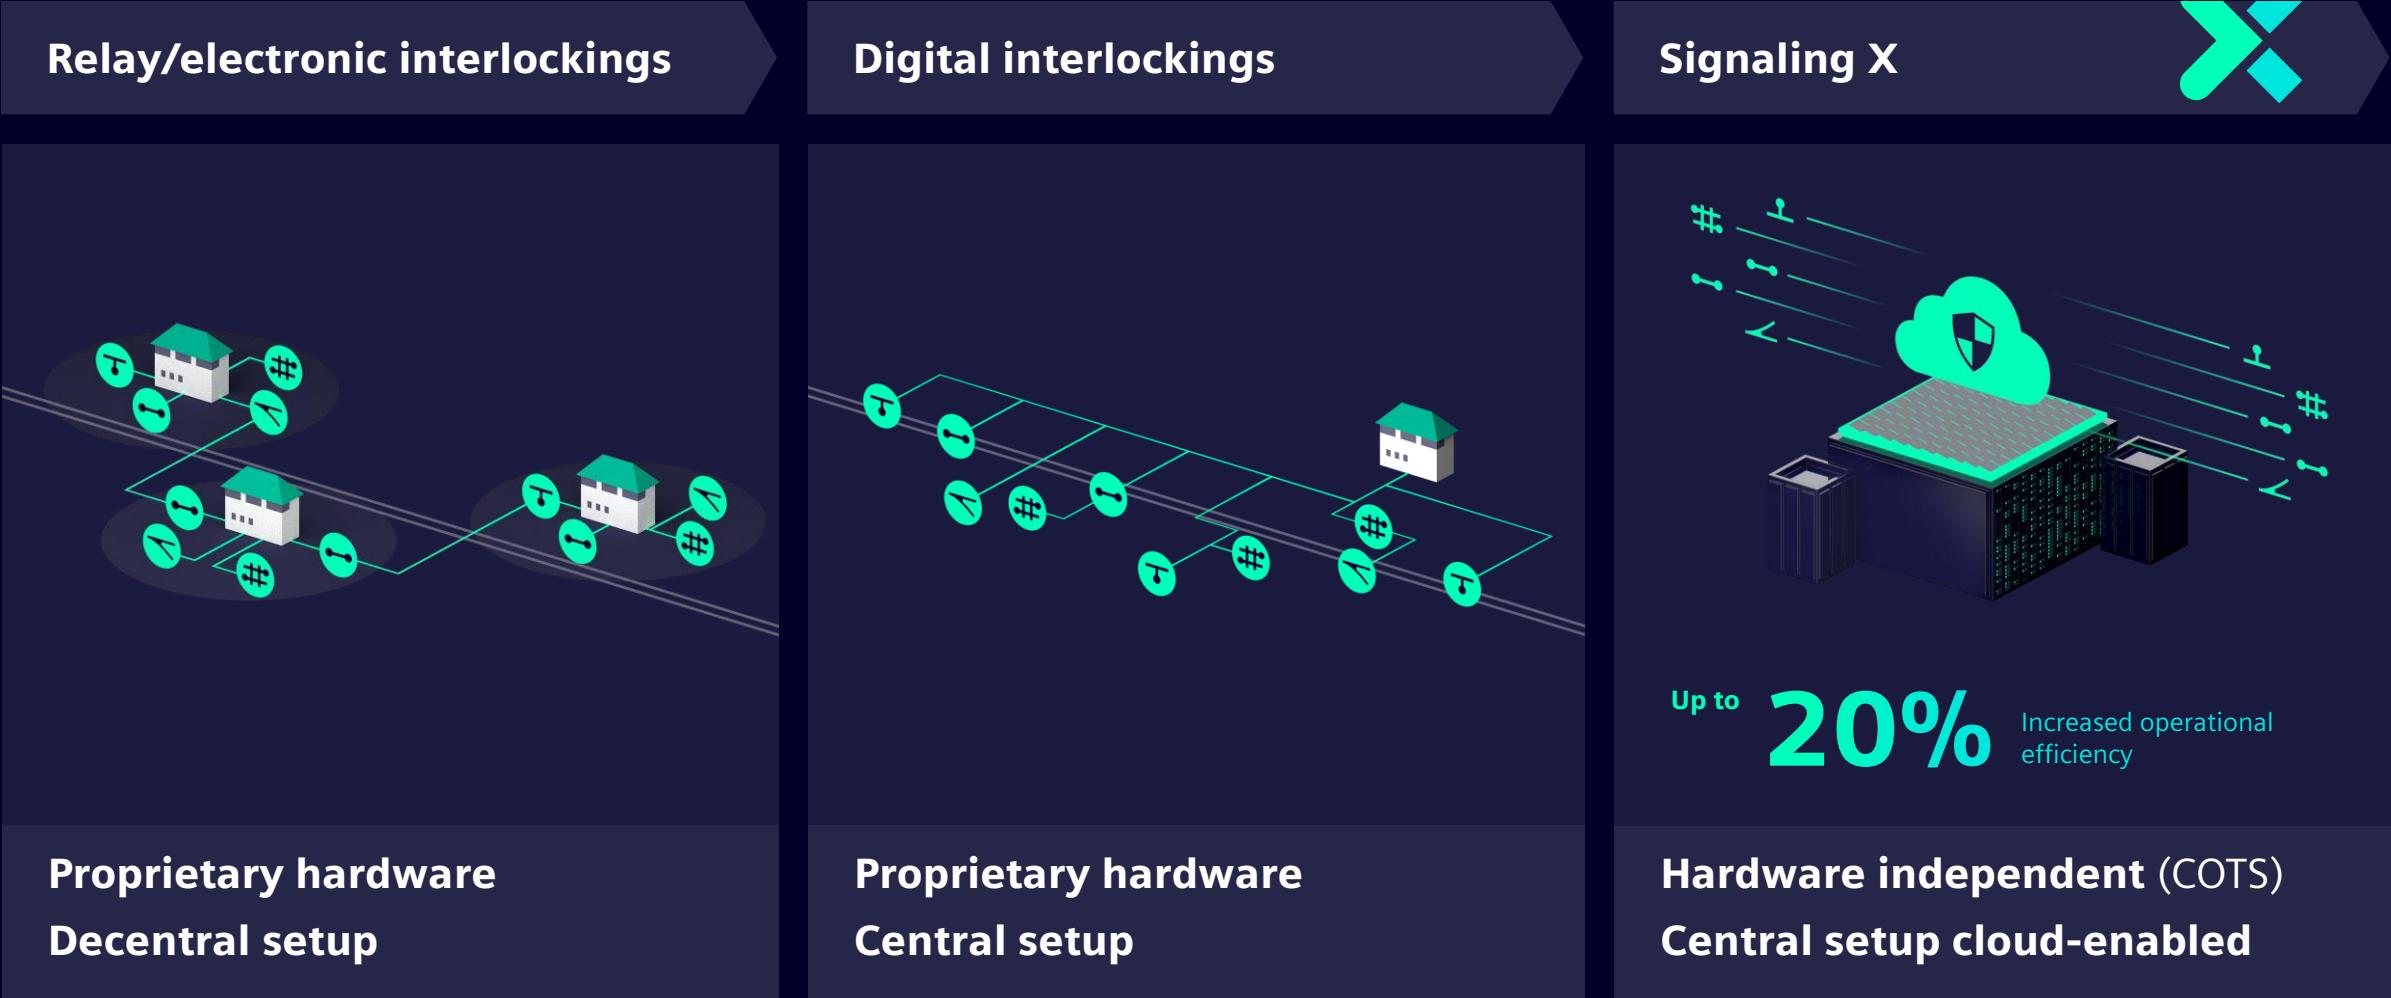 Relay/electronic interlockings
Digital interlockings
Signaling X
Up to
20%
Increased operational
efficiency
Proprietary hardware
Decentral setup
Proprietary hardware
Central setup
Hardware independent (COTS)
Central setup cloud-enabled